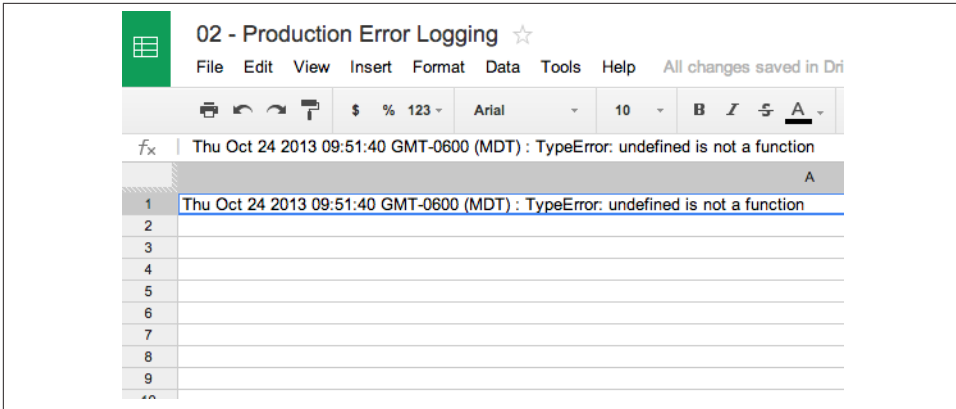 02 - Production Error Logging
File Edit View Insert Format Data Tools Help All changes saved in Dri
$ % 123 Arial 10 B I S A
fx Thu Oct 24 2013 09:51:40 GMT-0600 (MDT) : TypeError: undefined is not a function
A
1 Thu Oct 24 2013 09:51:40 GMT-0600 (MDT) : TypeError: undefined is not a function
2
3
4
5
6
7
8
9